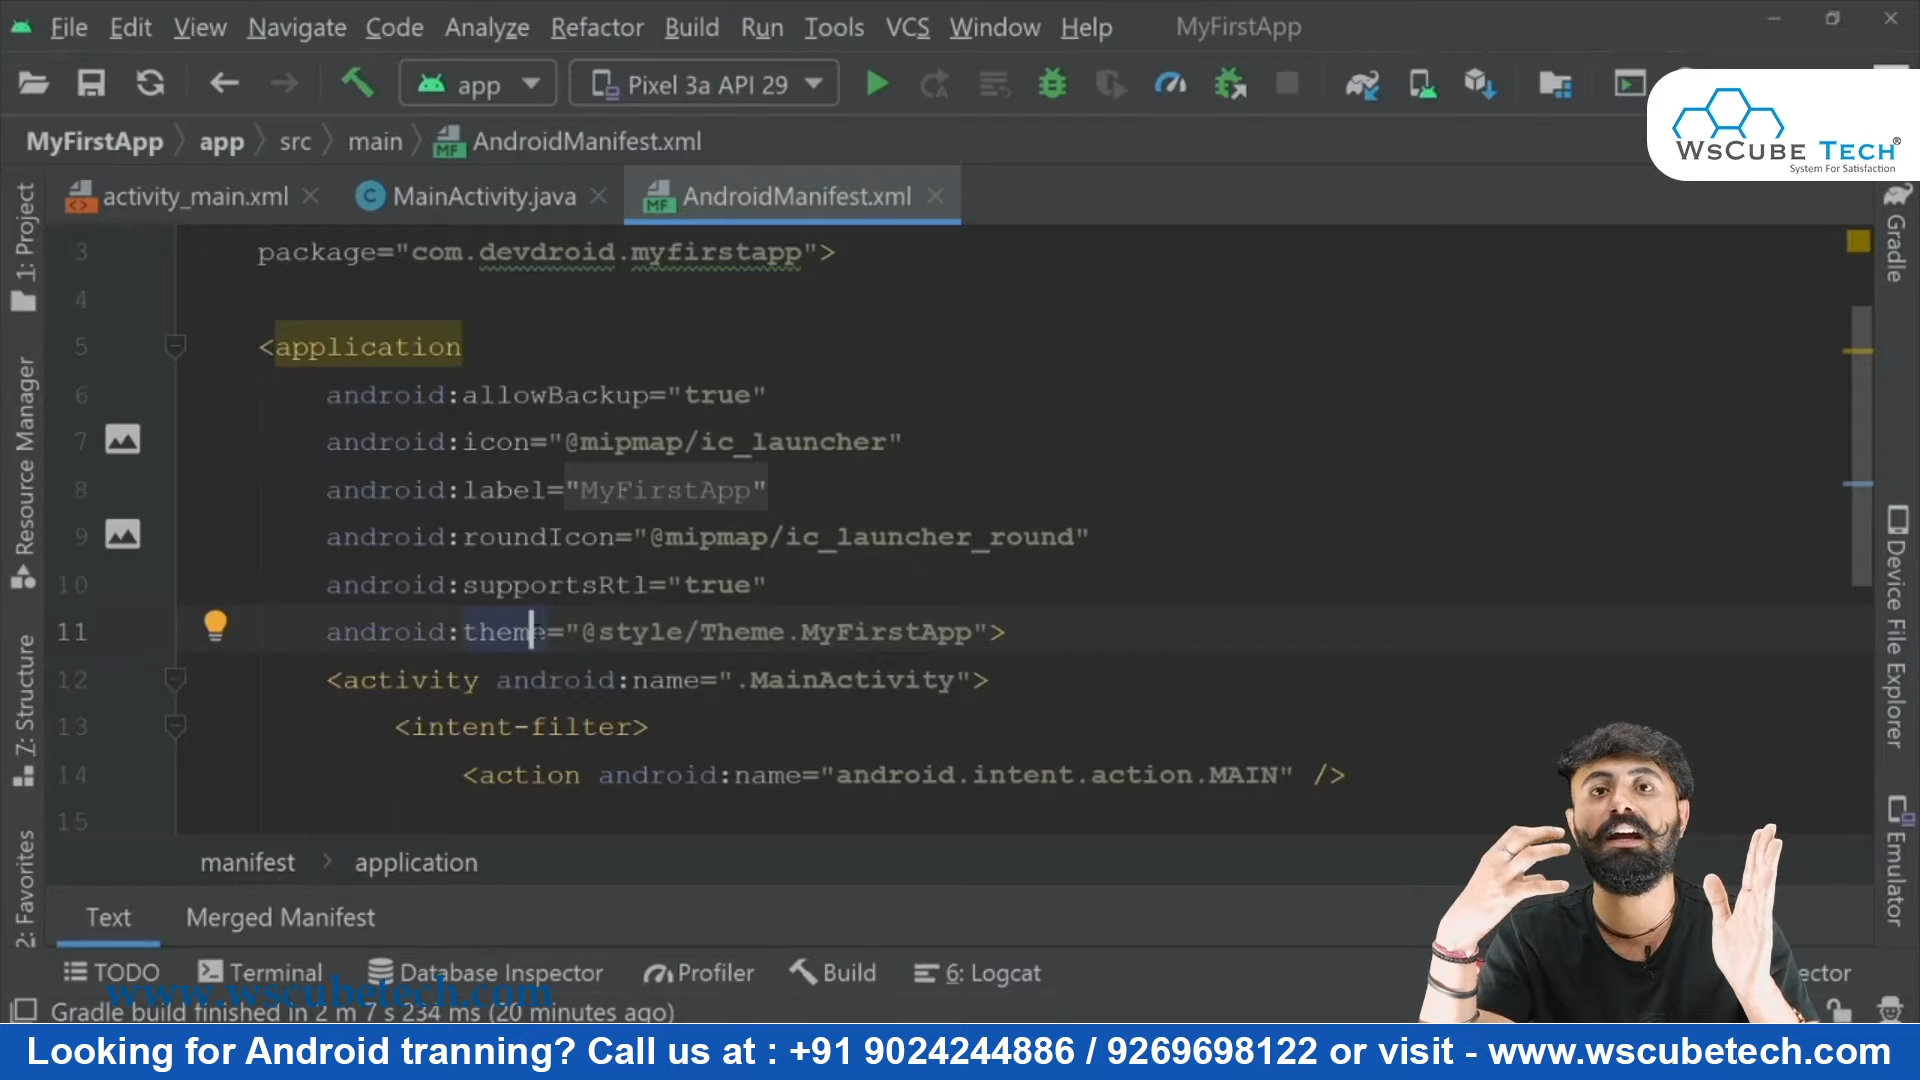 File Edit View Navigate Code Analyze Refactor Build Run Tools VCS Window Help MyFirstApp
app Pixel 3a API 29
WsCube Tech®
System For Satisfaction
MyFirstApp app src main AndroidManifest.xml
activity_main.xml MainActivity.java AndroidManifest.xml
1: Project
Resource Manager
Z: Structure
2: Favorites
3 package="com.devdroid.myfirstapp">
4
5 <application
6 android:allowBackup="true"
7 android:icon="@mipmap/ic_launcher"
8 android:label="MyFirstApp"
9 android:roundIcon="@mipmap/ic_launcher_round"
10 android:supportsRtl="true"
11 android:theme="@style/Theme.MyFirstApp">
12 <activity android:name=".MainActivity">
13 <intent-filter>
14 <action android:name="android.intent.action.MAIN" />
15
Gradle
Device File Explorer
Emulator
manifest application
Text Merged Manifest
TODO Terminal Database Inspector Profiler Build 6: Logcat ector
www.wscubetech.com
Gradle build finished in 2 m 7 s 234 ms (20 minutes ago)
Looking for Android tranning? Call us at : +91 9024244886 / 9269698122 or visit - www.wscubetech.com